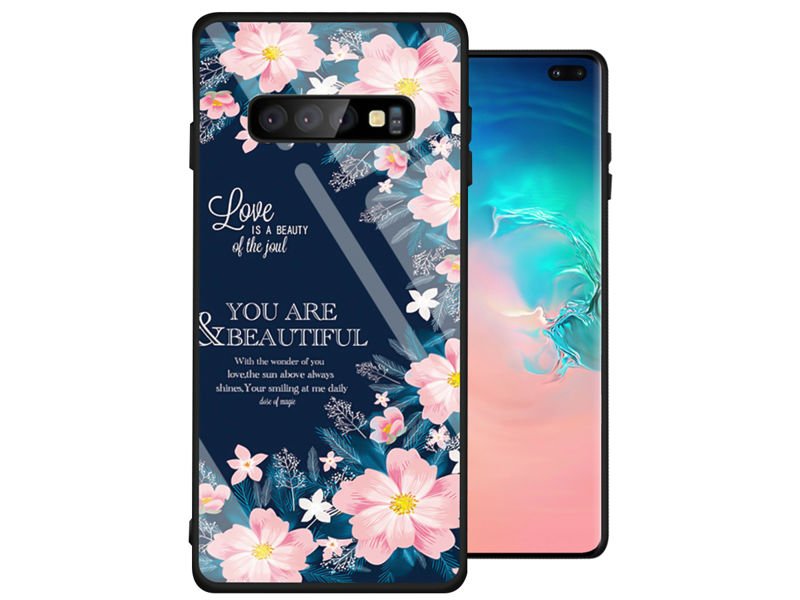 Love
IS A BEAUTY
of the joul
YOU ARE
&BEAUTIFUL
With the wonder of you
love,the sun above always
shines,Your smiling at me daily
dose of magic